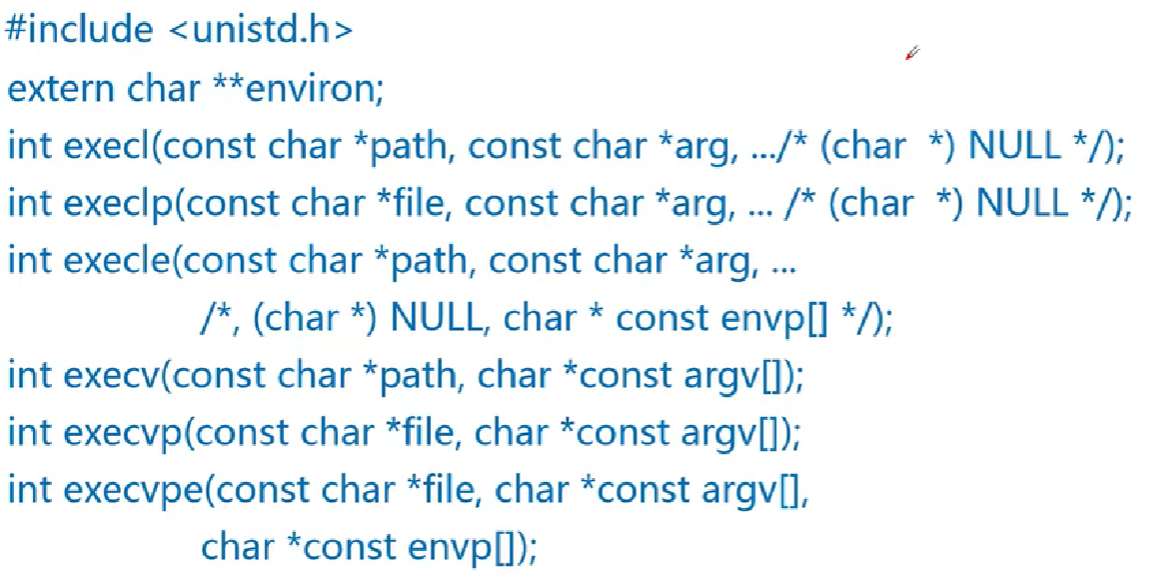 #include <unistd.h>
extern char **environ;
int execl(const char *path, const char *arg, .../* (char  *) NULL */);
int execlp(const char *file, const char *arg, ... /* (char  *) NULL */);
int execle(const char *path, const char *arg, ...
/*, (char *) NULL, char * const envp[] */);
int execv(const char *path, char *const argv[]);
int execvp(const char *file, char *const argv[]);
int execvpe(const char *file, char *const argv[],
char *const envp[]);